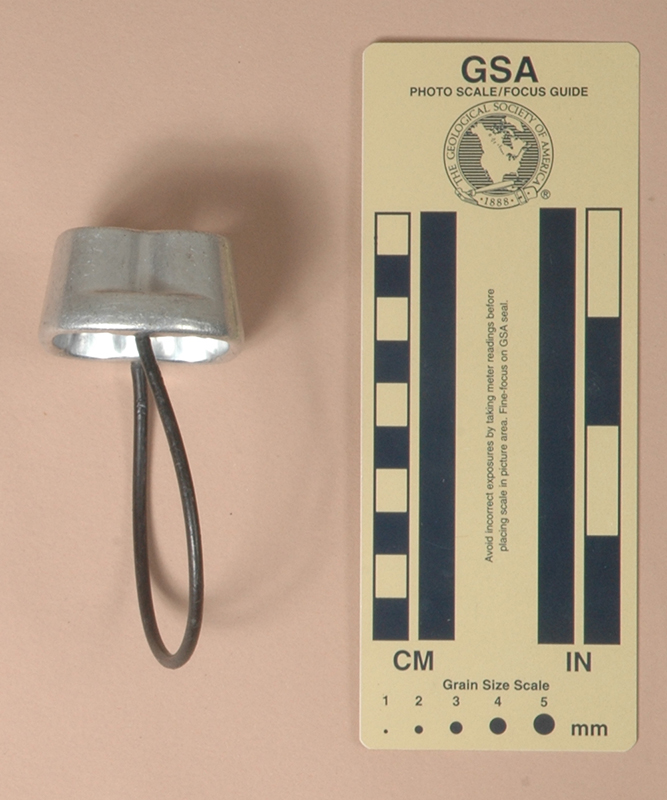 GSA
PHOTO SCALE/FOCUS GUIDE
THE GEOLOGICAL SOCIETY OF AMERICA
·1888·
®
Avoid incorrect exposures by taking meter readings before
placing scale in picture area. Fine-focus on GSA seal.
CM IN
Grain Size Scale
1 2 3 4 5
mm